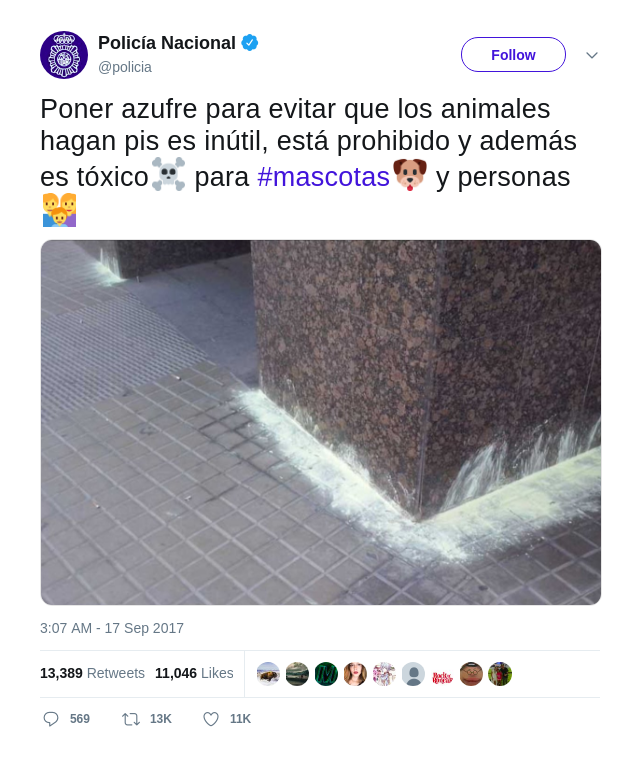 Policía Nacional
@policia
Follow
Poner azufre para evitar que los animales
hagan pis es inútil, está prohibido y además
es tóxico☠️ para #mascotas🐶 y personas
👨‍👩‍👦
3:07 AM - 17 Sep 2017
13,389 Retweets 11,046 Likes
569 13K 11K